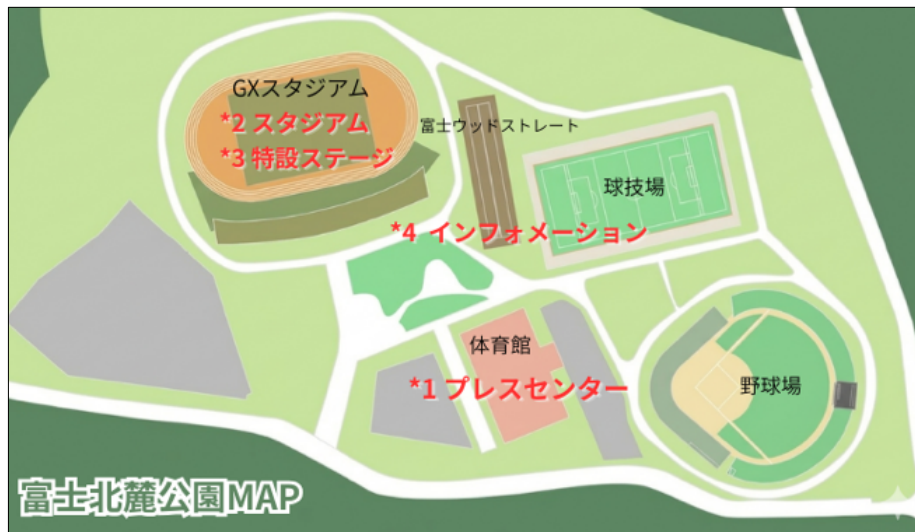 GXスタジアム
*2 スタジアム
*3 特設ステージ
富士ウッドストレート
球技場
*4 インフォメーション
体育館
*1 プレスセンター
野球場
富士北麓公園MAP